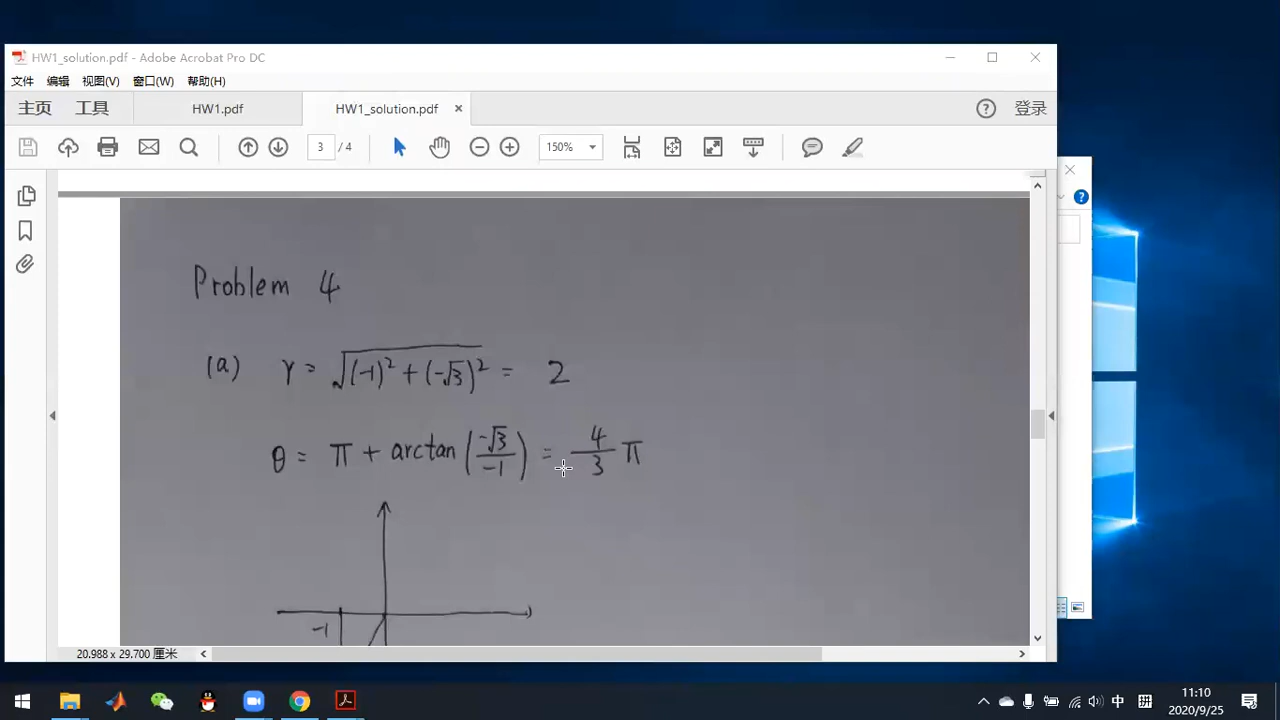 HW1_solution.pdf - Adobe Acrobat Pro DC
文件 编辑 视图(V) 窗口(W) 帮助(H)
主页 工具 HW1.pdf HW1_solution.pdf × 登录
3 / 4 150%
Problem 4
(a) r = √((-1)² + (-√3)²) = 2
θ = π + arctan (-√3/-1) = 4/3 π
-1
20.988 x 29.700 厘米
中 拼 11:10
2020/9/25